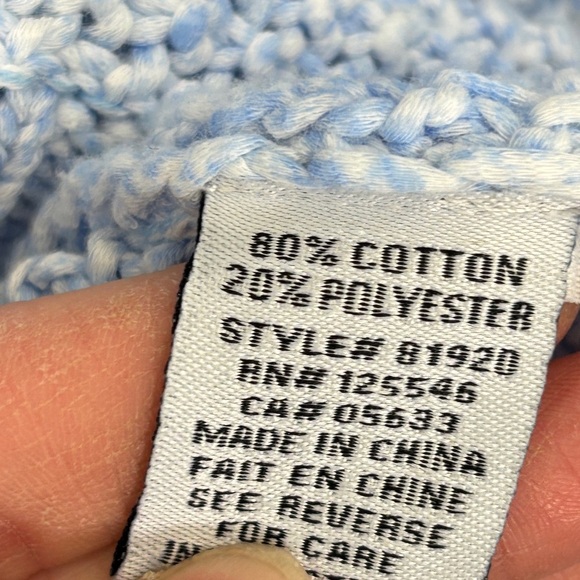 80% COTTON
20% POLYESTER
STYLE# 81920
RN# 125546
CA# 05633
MADE IN CHINA
FAIT EN CHINE
SEE REVERSE
FOR CARE